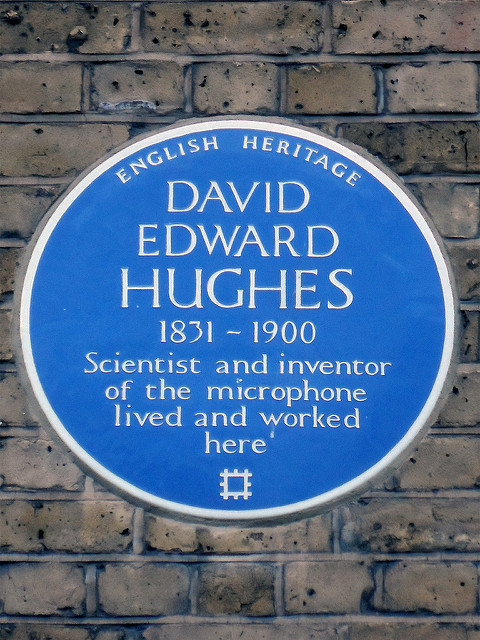 ENGLISH HERITAGE
DAVID
EDWARD
HUGHES
1831 ~ 1900
Scientist and inventor
of the microphone
lived and worked
here